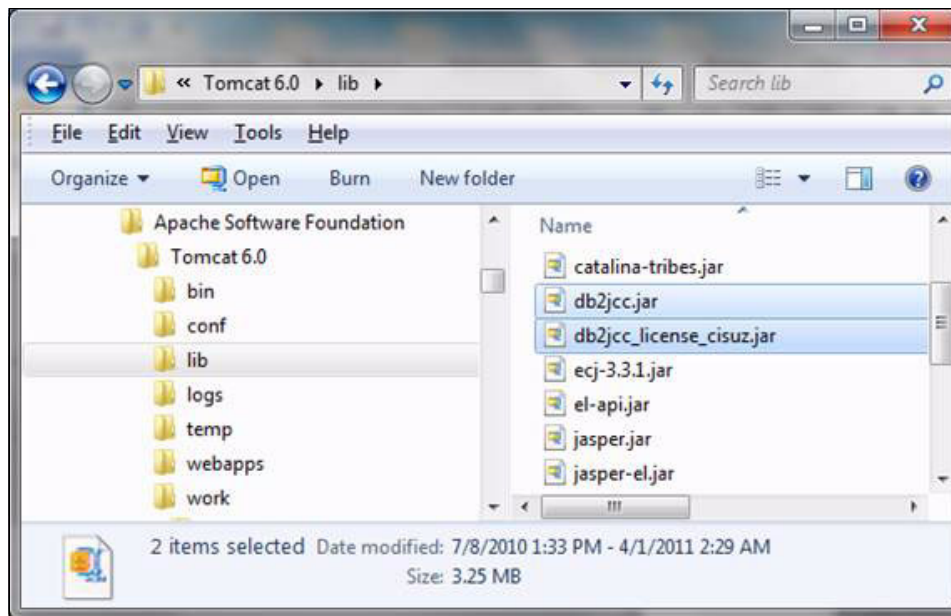 « Tomcat 6.0 ▸ lib ▸
Search lib
File Edit View Tools Help
Organize Open Burn New folder
Apache Software Foundation
Tomcat 6.0
bin
conf
lib
logs
temp
webapps
work
Name
catalina-tribes.jar
db2jcc.jar
db2jcc_license_cisuz.jar
ecj-3.3.1.jar
el-api.jar
jasper.jar
jasper-el.jar
2 items selected Date modified: 7/8/2010 1:33 PM - 4/1/2011 2:29 AM
Size: 3.25 MB